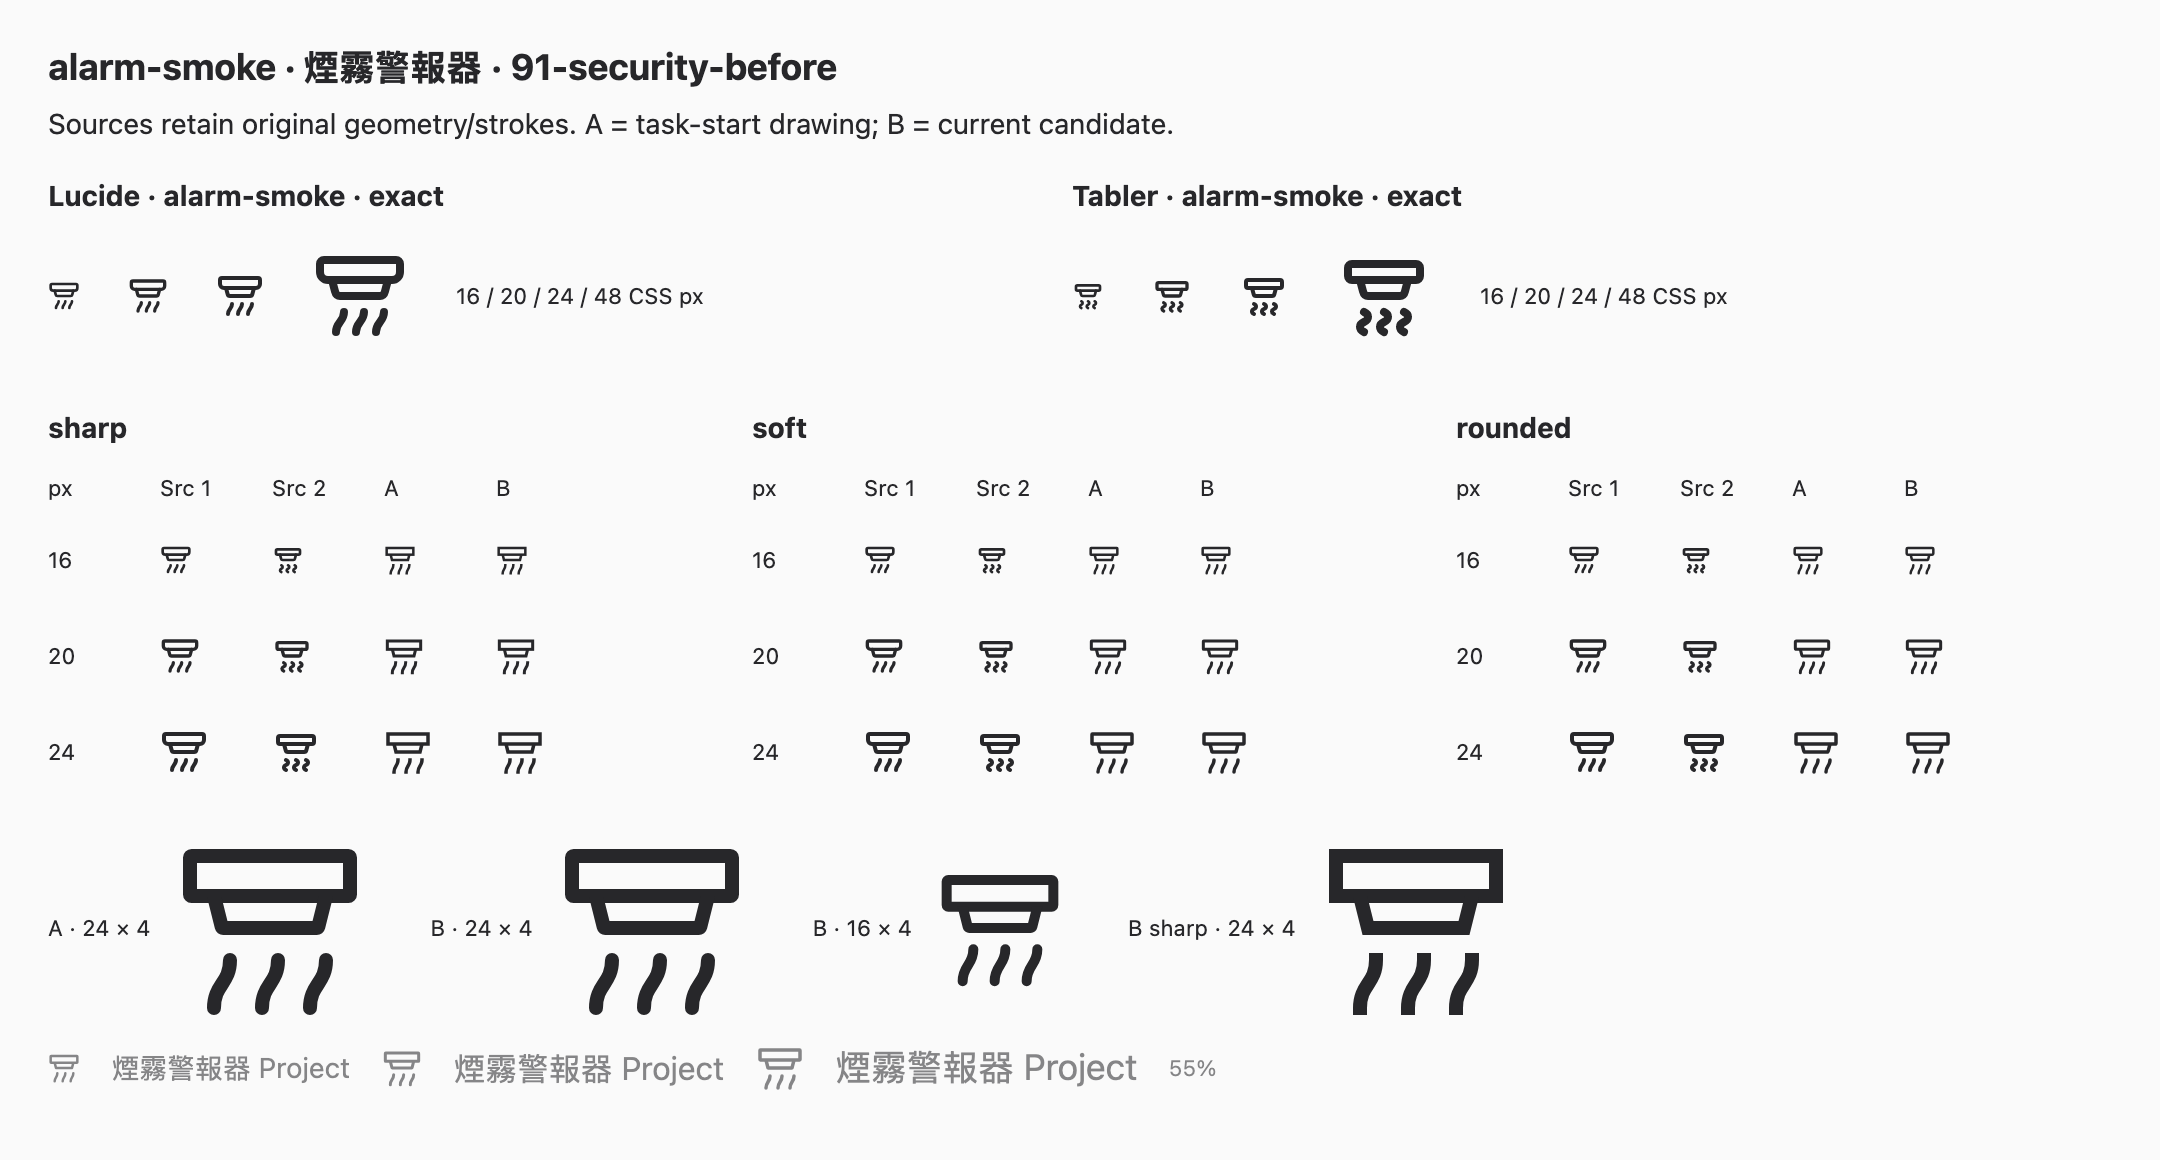 alarm-smoke · 煙霧警報器 · 91-security-before
Sources retain original geometry/strokes. A = task-start drawing; B = current candidate.
Lucide · alarm-smoke · exact
16 / 20 / 24 / 48 CSS px
Tabler · alarm-smoke · exact
16 / 20 / 24 / 48 CSS px
sharp
px Src 1 Src 2 A B
16
20
24
soft
px Src 1 Src 2 A B
16
20
24
rounded
px Src 1 Src 2 A B
16
20
24
A · 24 × 4
B · 24 × 4
B · 16 × 4
B sharp · 24 × 4
煙霧警報器 Project 煙霧警報器 Project 煙霧警報器 Project 55%